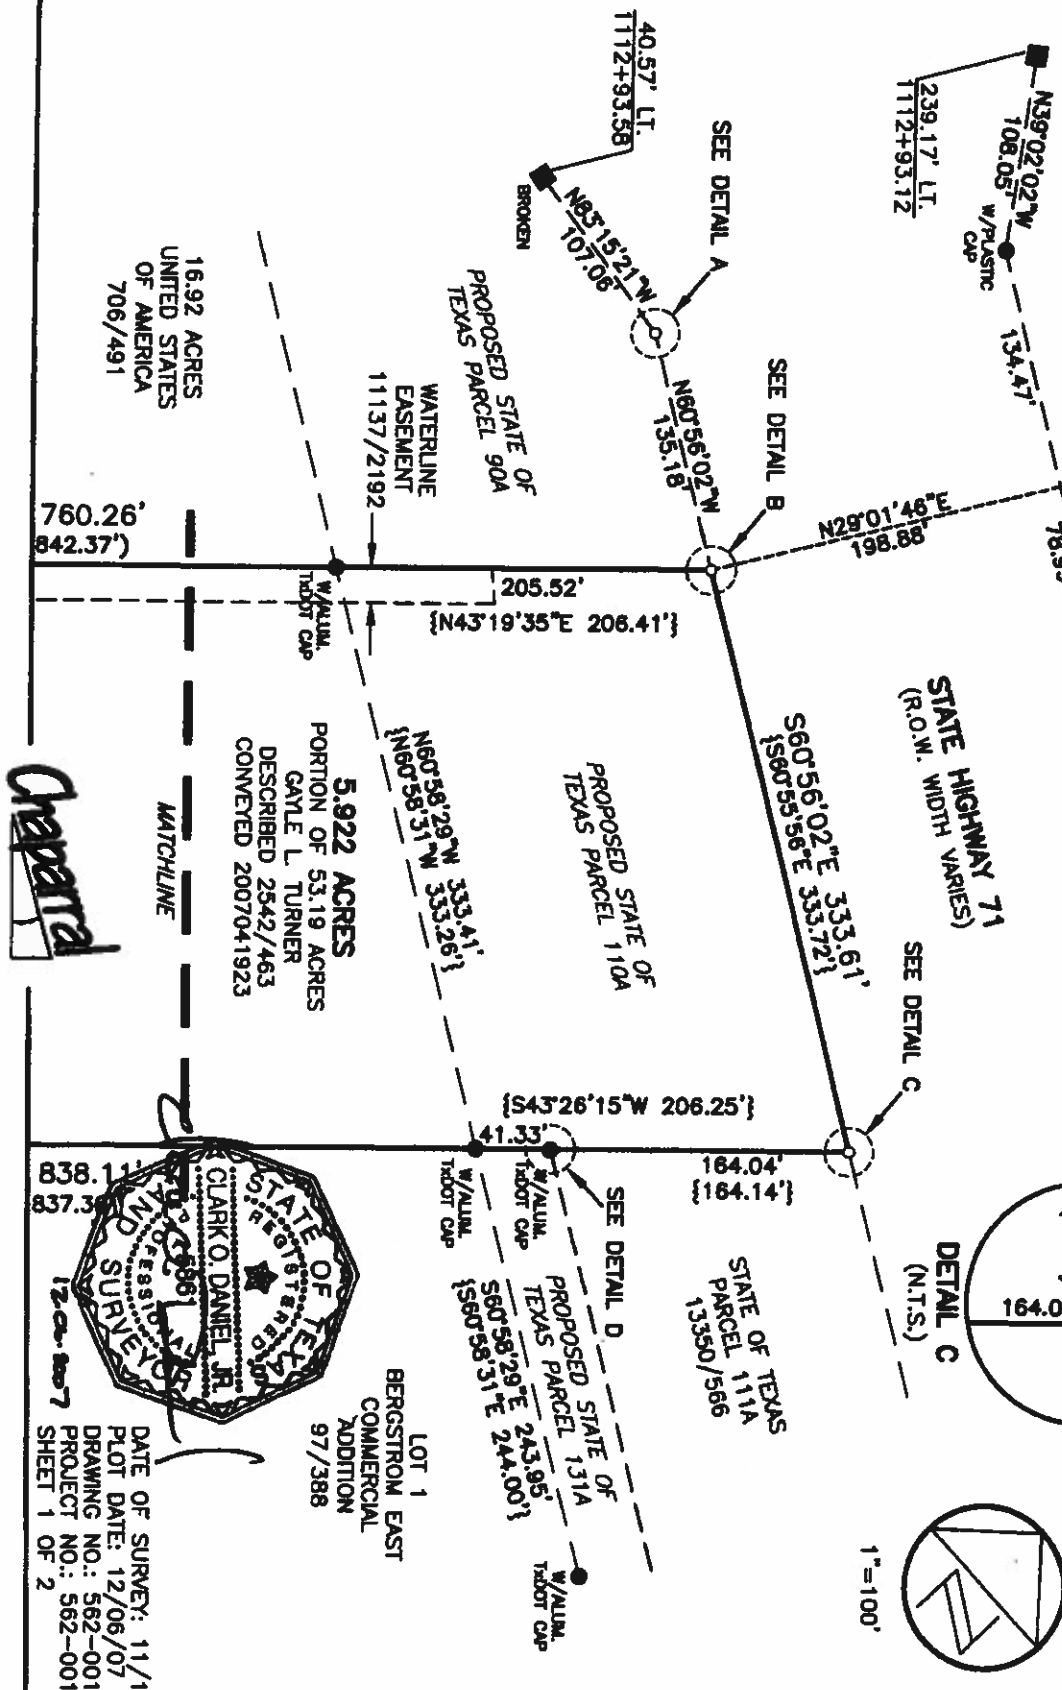 N39°02'02"W
108.05'
W/PLASTIC
CAP
134.47'
239.17' LT.
1112+93.12
40.57' LT.
1112+93.58
BROKEN
N83°15'21"W
107.06'
SEE DETAIL A
N60°56'02"W
135.18'
SEE DETAIL B
N29°01'46"E
198.88'
STATE HIGHWAY 71
(R.O.W. WIDTH VARIES)
S60°56'02"E 333.61'
{S60°55'56"E 333.72'}
SEE DETAIL C
DETAIL C
(N.T.S.)
164.0
1"=100'
PROPOSED STATE OF
TEXAS PARCEL 90A
WATERLINE
EASEMENT
11137/2192
205.52'
{N43°19'35"E 206.41'}
W/ALUM.
TxDOT CAP
PROPOSED STATE OF
TEXAS PARCEL 110A
N60°58'29"W 333.41'
{N60°58'31"W 333.26'}
{S43°26'15"W 206.25'}
41.33'
164.04'
{164.14'}
W/ALUM.
TxDOT CAP
W/ALUM.
TxDOT CAP
SEE DETAIL D
STATE OF TEXAS
PARCEL 111A
13350/566
PROPOSED STATE OF
TEXAS PARCEL 131A
S60°58'29"E 243.95'
{S60°58'31"E 244.00'}
W/ALUM.
TxDOT CAP
16.92 ACRES
UNITED STATES
OF AMERICA
706/491
760.26'
842.37')
5.922 ACRES
PORTION OF 53.19 ACRES
GAYLE L. TURNER
DESCRIBED 2542/463
CONVEYED 2007041923
MATCHLINE
838.11'
LOT 1
BERGSTROM EAST
COMMERCIAL
ADDITION
97/388
Chaparral
STATE OF TEXAS
REGISTERED
CLARK O. DANIEL, JR.
5861
PROFESSIONAL
LAND SURVEYOR
DATE OF SURVEY: 11/1
PLOT DATE: 12/06/07
DRAWING NO.: 562-001
PROJECT NO.: 562-001
SHEET 1 OF 2